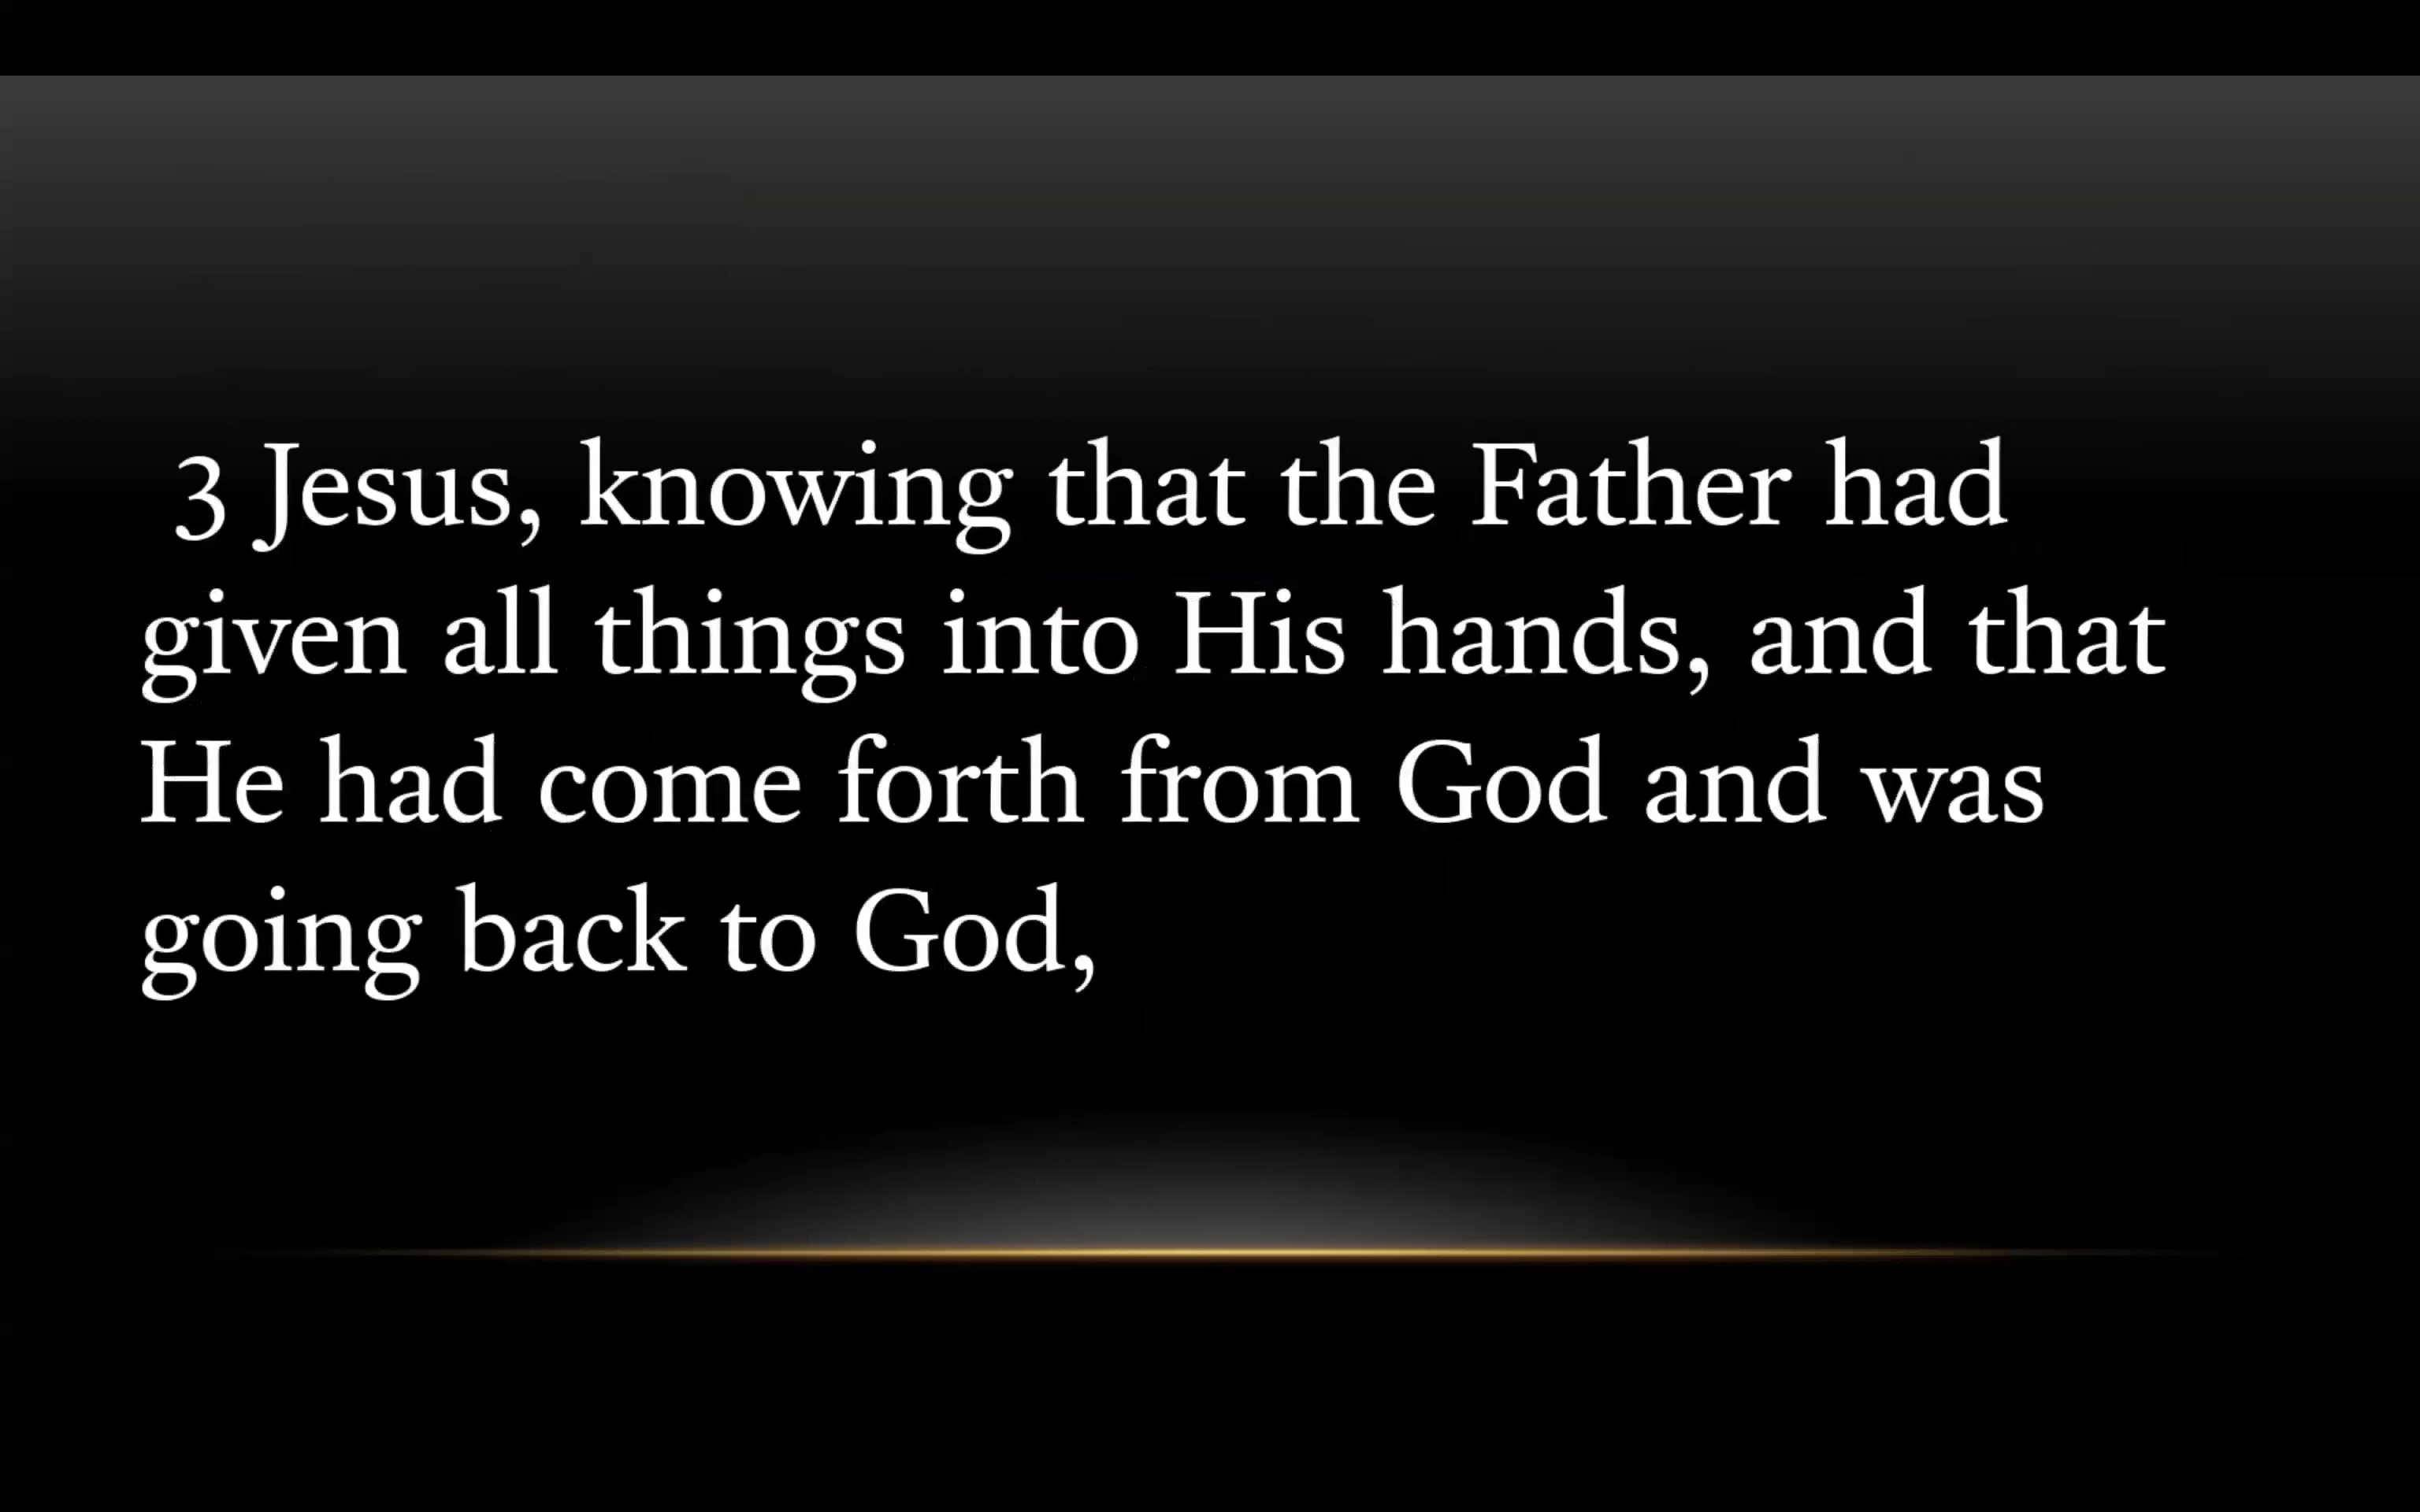 3 Jesus, knowing that the Father had
given all things into His hands, and that
He had come forth from God and was
going back to God,